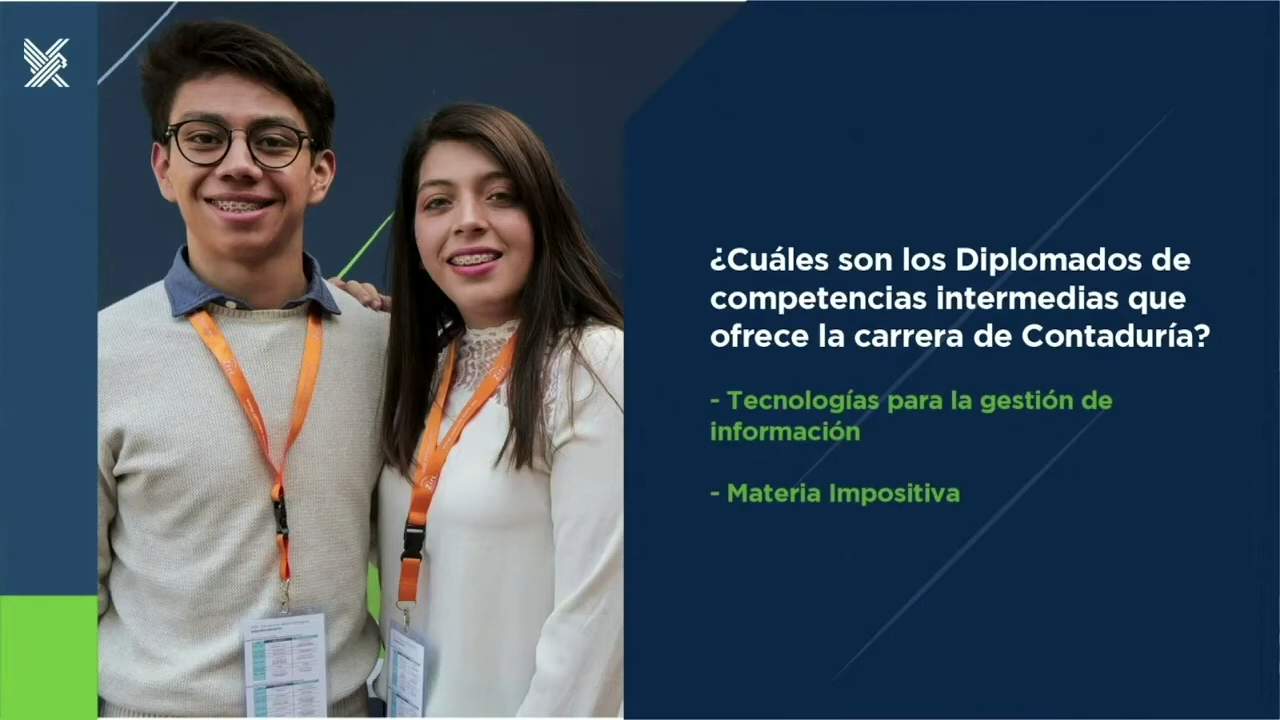 ¿Cuáles son los Diplomados de
competencias intermedias que
ofrece la carrera de Contaduría?
- Tecnologías para la gestión de
información
- Materia Impositiva